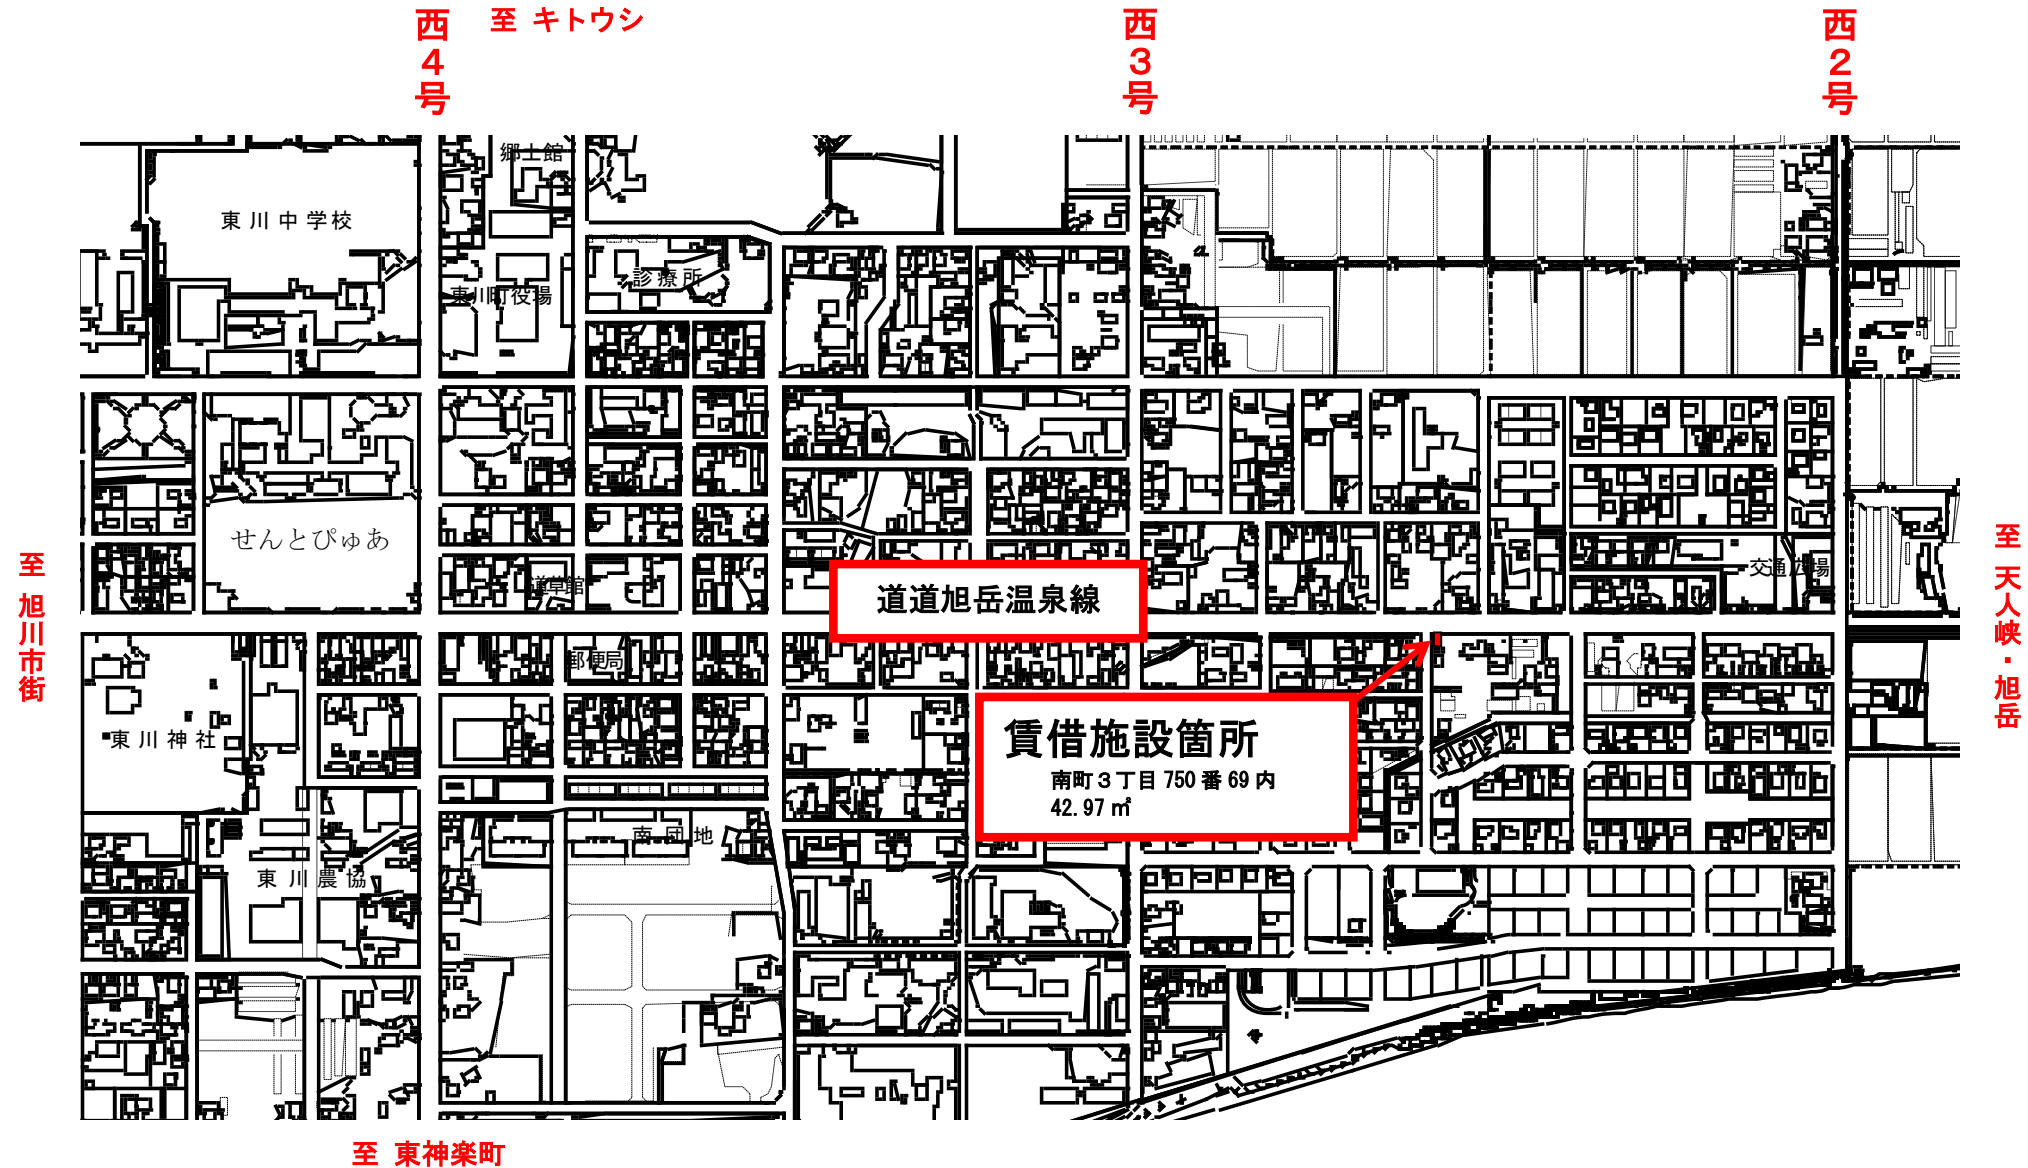 西4号
至 キトウシ
西3号
西2号
郷土館
東川中学校
診療所
東川町役場
せんとぴゅあ
至 旭川市街
至 天人峡・旭岳
交通広場
道草館
道道旭岳温泉線
郵便局
東川神社
賃借施設箇所
南町3丁目750番69内
42.97㎡
南団地
東川農協
至 東神楽町